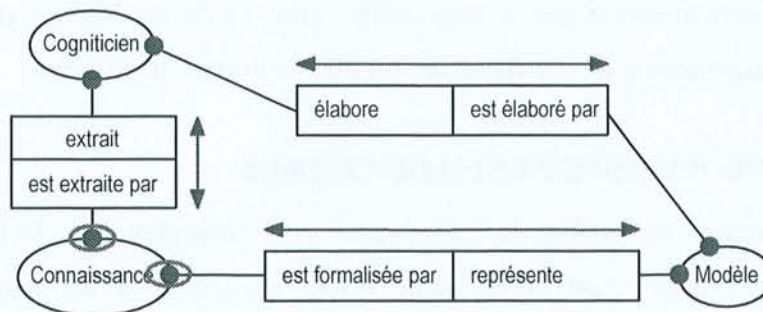 Cogniticien
élabore
est élaboré par
extrait
est extraite par
Connaissance
est formalisée par
représente
Modèle